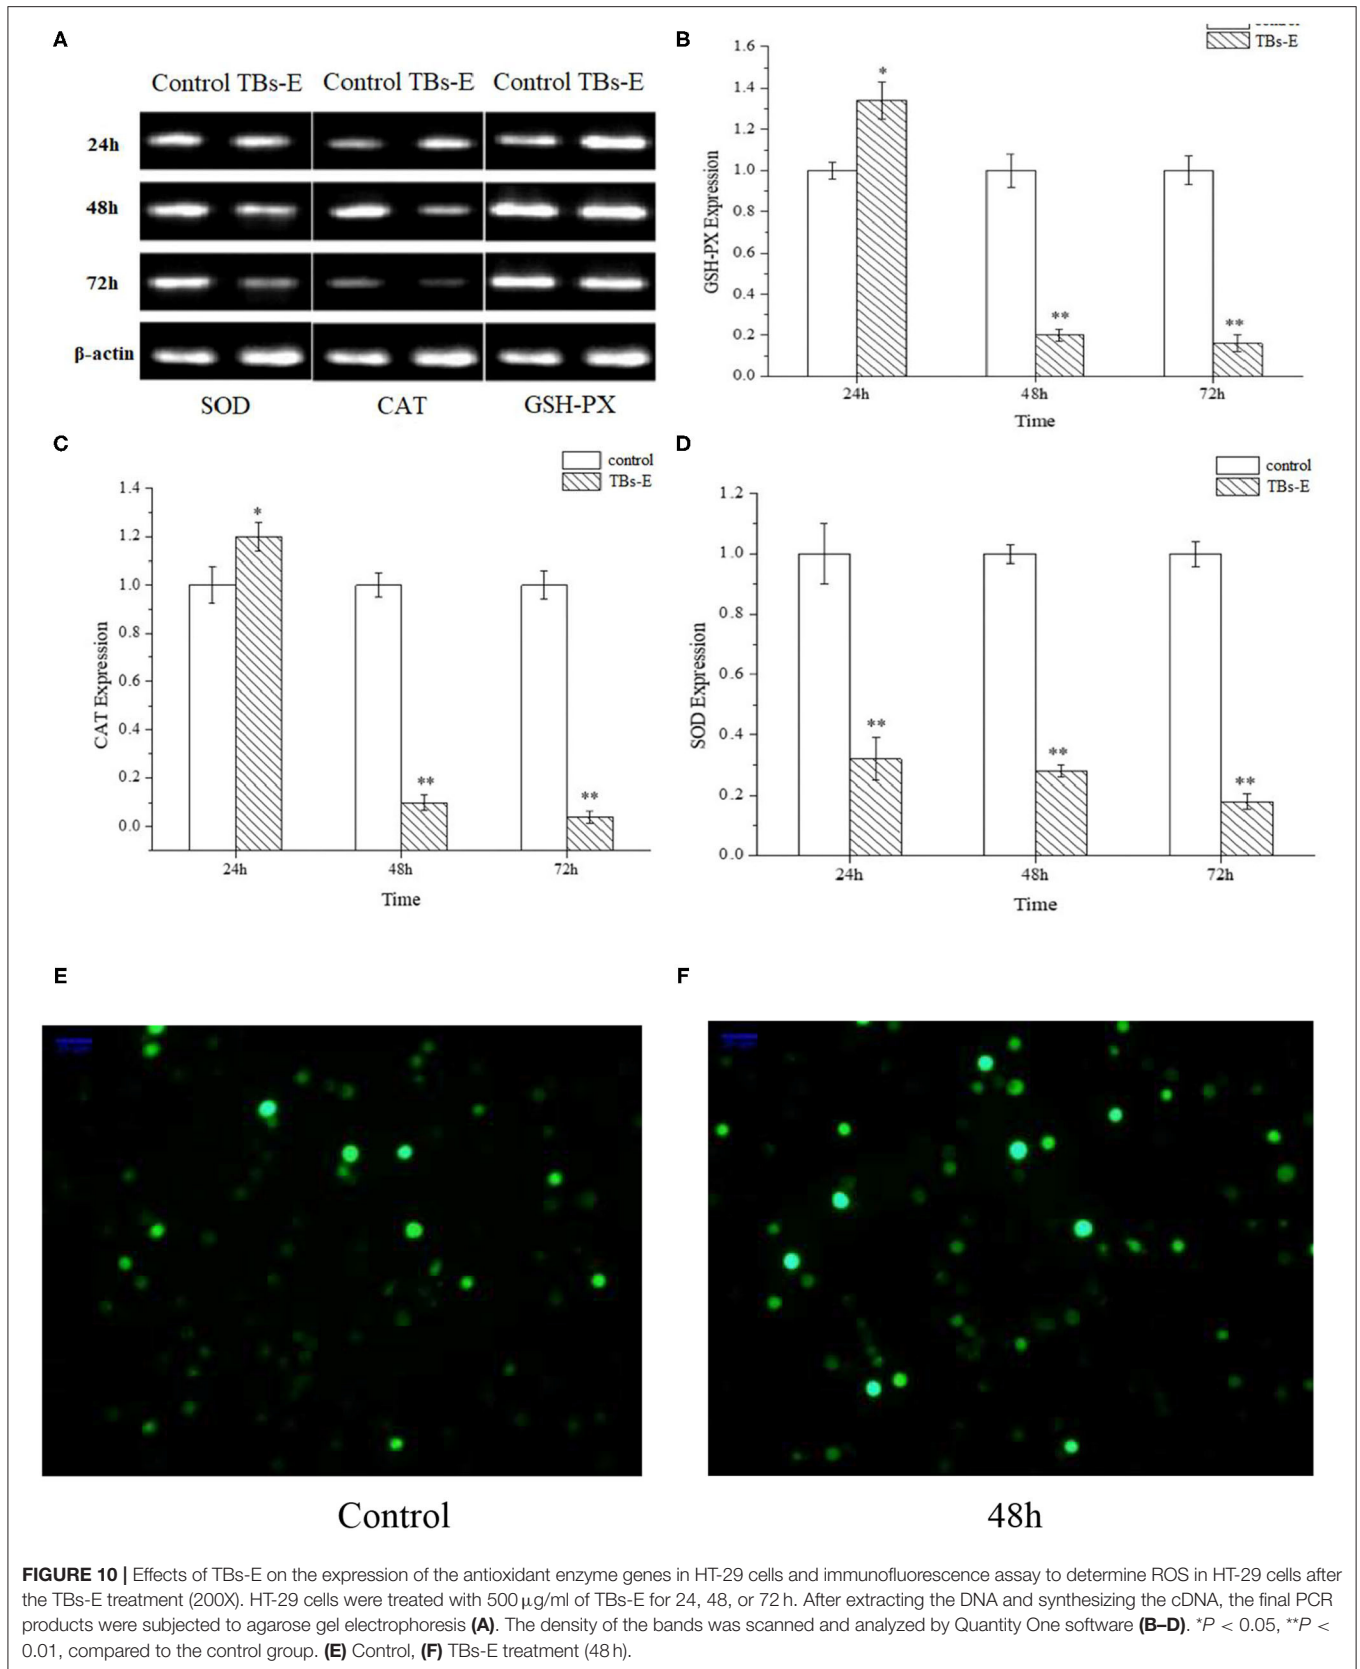 A
Control TBs-E Control TBs-E Control TBs-E
24h
48h
72h
β-actin
SOD CAT GSH-PX
B
TBs-E
1.6
1.4
1.2
1.0
0.8
0.6
0.4
0.2
0.0
GSH-PX Expression
*
**
**
24h 48h 72h
Time
C
control
TBs-E
1.4
1.2
1.0
0.8
0.6
0.4
0.2
0.0
CAT Expression
*
**
**
24h 48h 72h
Time
D
control
TBs-E
1.2
1.0
0.8
0.6
0.4
0.2
0.0
SOD Expression
**
**
**
24h 48h 72h
Time
E
Control
F
48h
FIGURE 10 | Effects of TBs-E on the expression of the antioxidant enzyme genes in HT-29 cells and immunofluorescence assay to determine ROS in HT-29 cells after
the TBs-E treatment (200X). HT-29 cells were treated with 500 μg/ml of TBs-E for 24, 48, or 72 h. After extracting the DNA and synthesizing the cDNA, the final PCR
products were subjected to agarose gel electrophoresis (A). The density of the bands was scanned and analyzed by Quantity One software (B–D). *P < 0.05, **P <
0.01, compared to the control group. (E) Control, (F) TBs-E treatment (48 h).